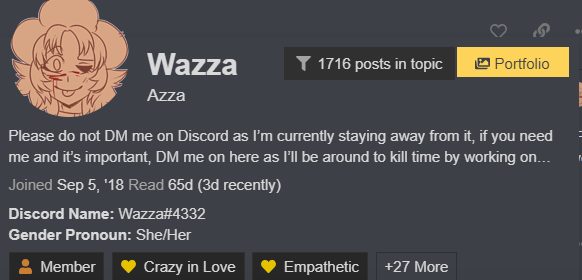 Wazza
1716 posts in topic
Portfolio
Azza
Please do not DM me on Discord as I’m currently staying away from it, if you need
me and it’s important, DM me on here as I’ll be around to kill time by working on...
Joined Sep 5, '18 Read 65d (3d recently)
Discord Name: Wazza#4332
Gender Pronoun: She/Her
Member
Crazy in Love
Empathetic
+27 More